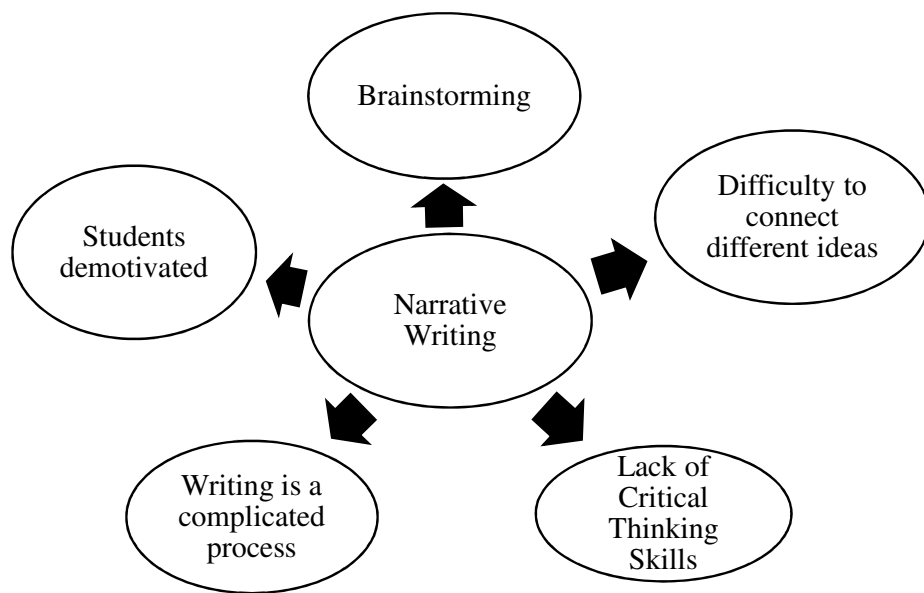 Brainstorming
Difficulty to
connect
different ideas
Students
demotivated
Narrative
Writing
Writing is a
complicated
process
Lack of
Critical
Thinking
Skills